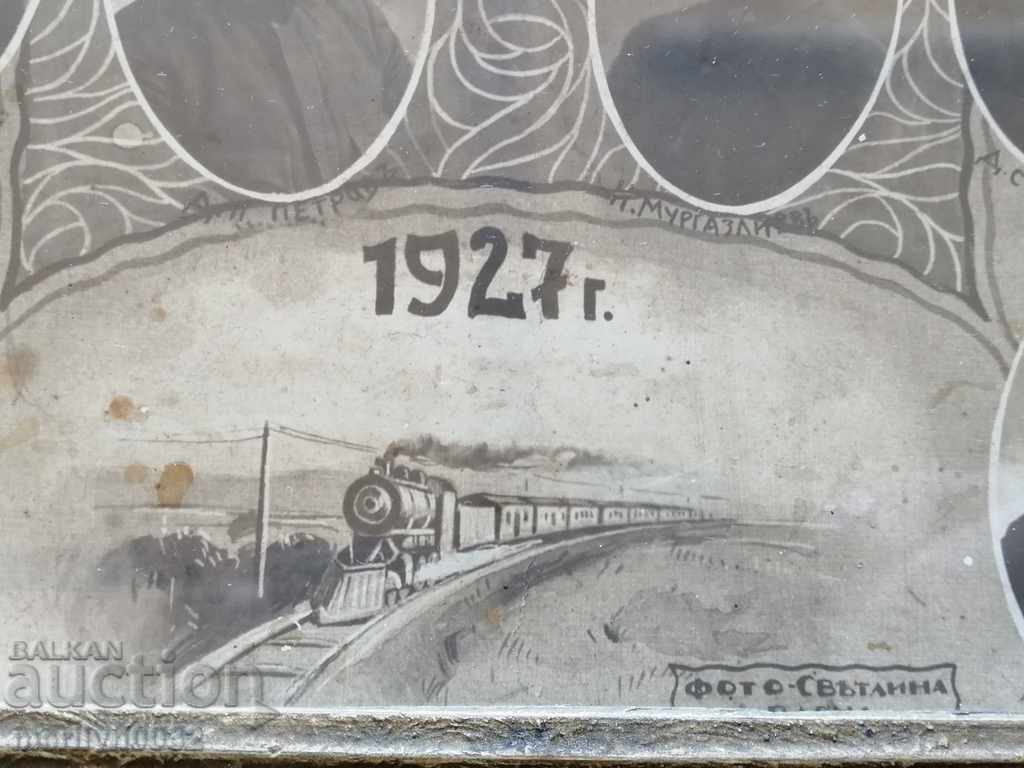 Н. МУРГАЗЛИЕВЪ
Д. С
1927 г.
ФОТО-СВѢТЛИНА
BALKAN
auction